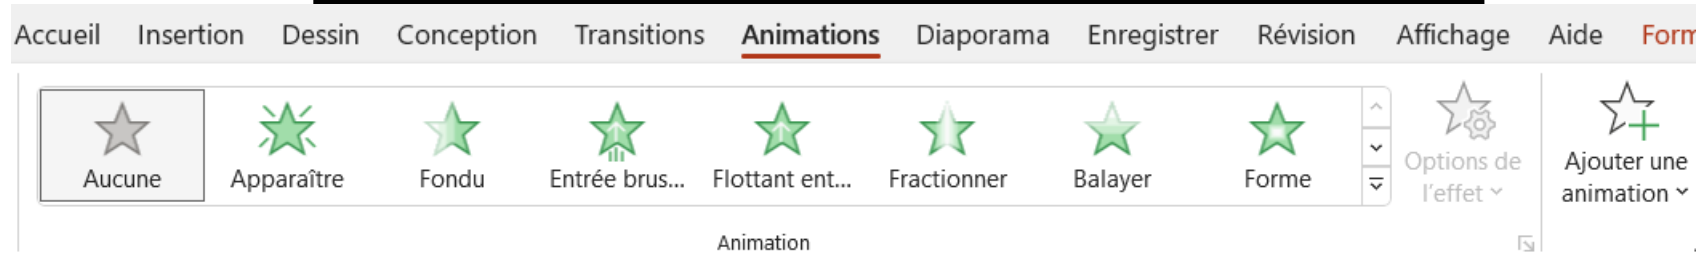 Accueil Insertion Dessin Conception Transitions Animations Diaporama Enregistrer Révision Affichage Aide Form
Aucune Apparaître Fondu Entrée brus... Flottant ent... Fractionner Balayer Forme
Options de
l'effet
Ajouter une
animation
Animation